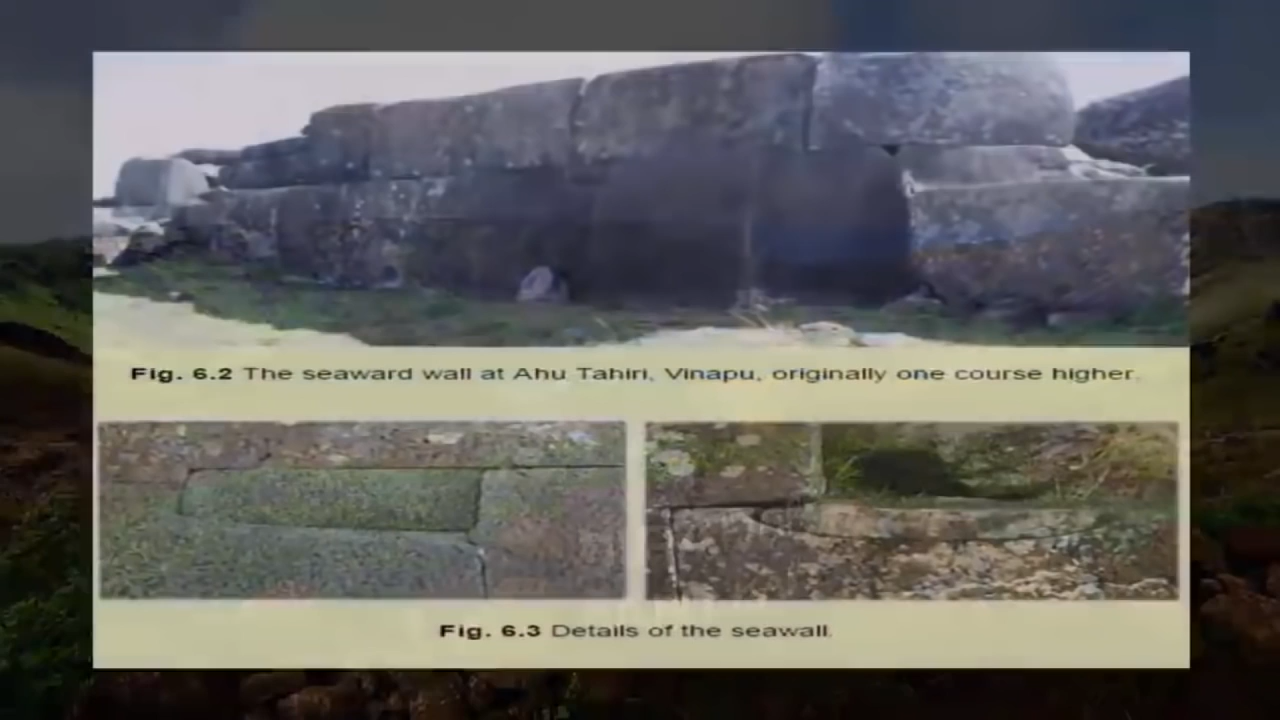 Fig. 6.2 The seaward wall at Ahu Tahiri, Vinapu, originally one course higher.
Fig. 6.3 Details of the seawall.